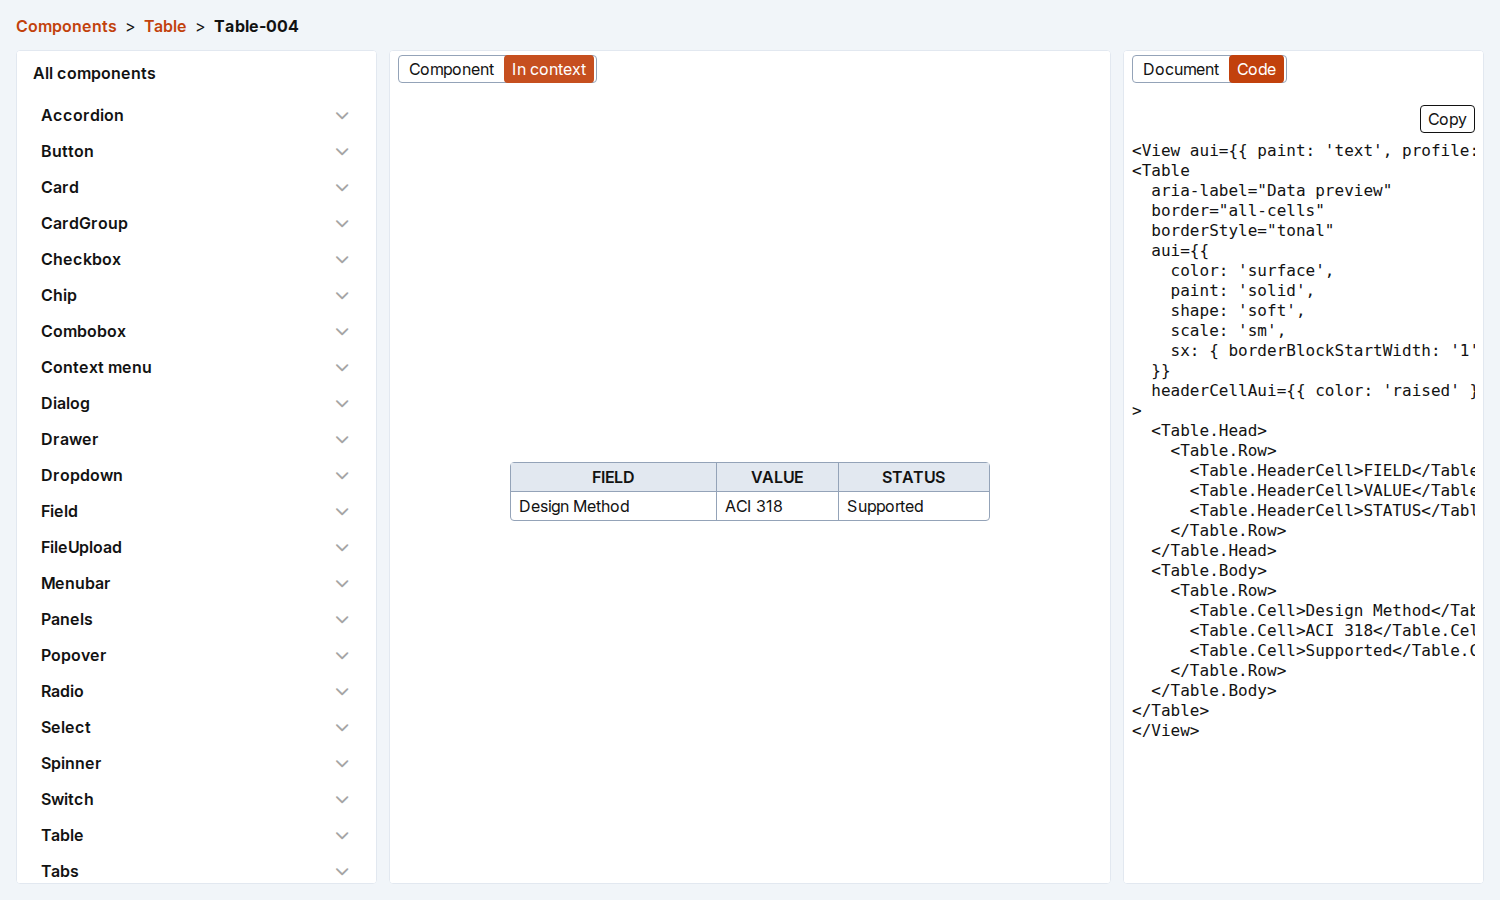 Components > Table > Table-004
All components
Accordion
Button
Card
CardGroup
Checkbox
Chip
Combobox
Context menu
Dialog
Drawer
Dropdown
Field
FileUpload
Menubar
Panels
Popover
Radio
Select
Spinner
Switch
Table
Tabs
Component In context
FIELD VALUE STATUS
Design Method ACI 318 Supported
Document Code
Copy
<View aui={{ paint: 'text', profile:
<Table
  aria-label="Data preview"
  border="all-cells"
  borderStyle="tonal"
  aui={{
    color: 'surface',
    paint: 'solid',
    shape: 'soft',
    scale: 'sm',
    sx: { borderBlockStartWidth: '1'
  }}
  headerCellAui={{ color: 'raised' }
>
  <Table.Head>
    <Table.Row>
      <Table.HeaderCell>FIELD</Table
      <Table.HeaderCell>VALUE</Table
      <Table.HeaderCell>STATUS</Tabl
    </Table.Row>
  </Table.Head>
  <Table.Body>
    <Table.Row>
      <Table.Cell>Design Method</Tab
      <Table.Cell>ACI 318</Table.Cel
      <Table.Cell>Supported</Table.C
    </Table.Row>
  </Table.Body>
</Table>
</View>